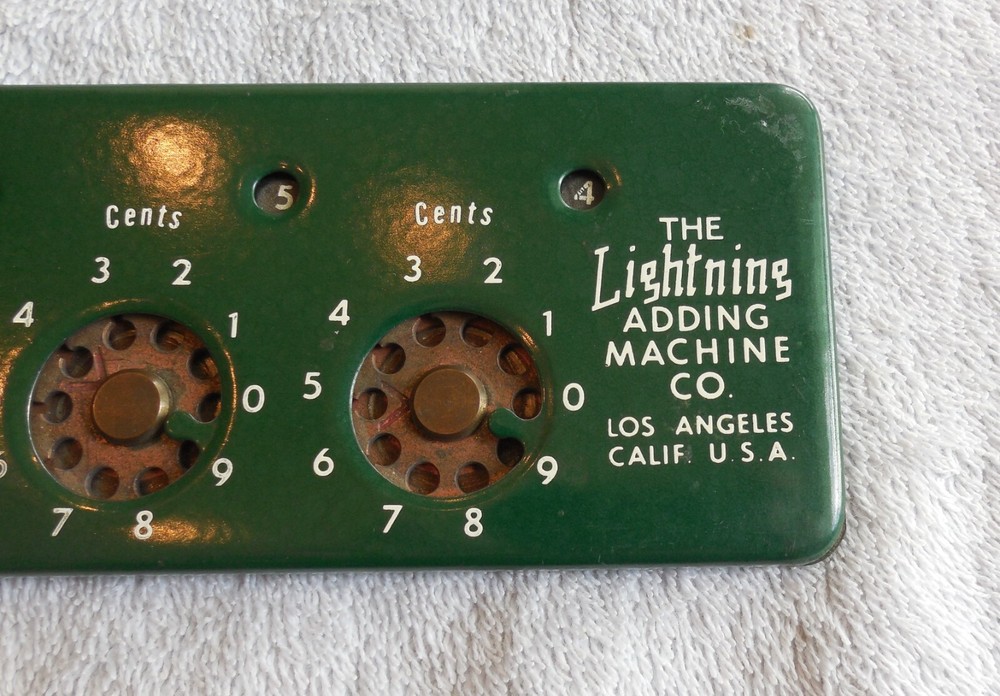 5 4
Cents Cents
3 2 3 2
4 1 4 1
0 5 0
6 9 6 9
7 8 7 8
THE
Lightning
ADDING
MACHINE
CO.
LOS ANGELES
CALIF. U.S.A.